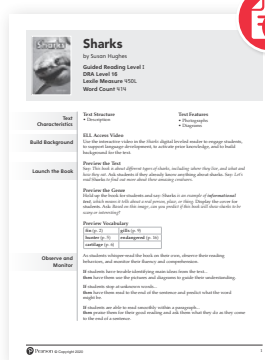 Sharks
Sharks
by Susan Hughes
Guided Reading Level I
DRA Level 16
Lexile Measure 450L
Word Count 414
Text Characteristics
Text Structure
• Description
Text Features
• Photographs
• Diagrams
Build Background
ELL Access Video
Use the interactive video in the Sharks digital leveled reader to engage students,
to support language development, to activate prior knowledge, and to build
background for the text.
Launch the Book
Preview the Text
Say: This book is about different types of sharks, including where they live, and what and
how they eat. Ask students if they already know anything about sharks. Say: Let's
read Sharks to find out more about these amazing creatures.
Preview the Genre
Hold up the book for students and say: Sharks is an example of informational
text, which means it tells about a real person, place, or thing. Display the cover for
students. Ask: Based on this image, can you predict if this book will show sharks to be
scary or interesting?
Preview Vocabulary
fin (p. 2)
gills (p. 9)
hunter (p. 5)
endangered (p. 16)
cartilage (p. 6)
Observe and Monitor
As students whisper-read the book on their own, observe their reading
behaviors, and monitor their fluency and comprehension.
If students have trouble identifying main ideas from the text...
then have them use the pictures and diagrams to guide their understanding.
If students stop at unknown words...
then have them read to the end of the sentence and predict what the word
might be.
If students are able to read smoothly within a paragraph...
then praise them for their good reading and ask them what they do as they come
to the end of a sentence.
Pearson © Copyright 2020
1